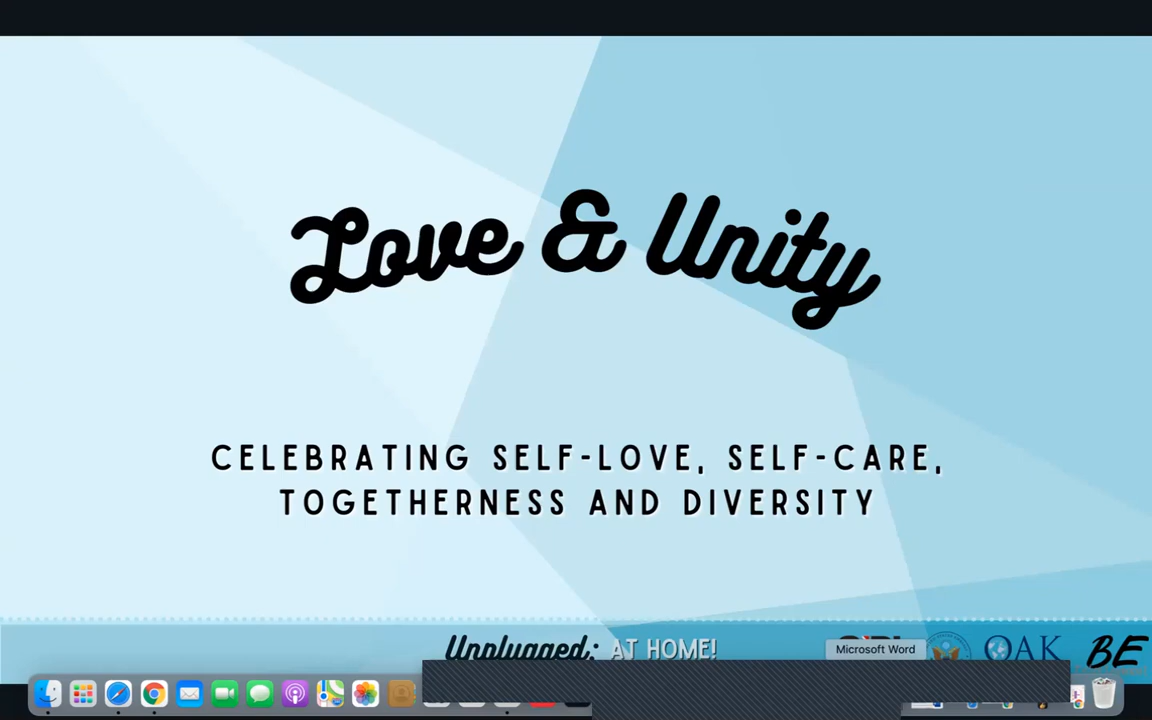 Love & Unity
CELEBRATING SELF-LOVE, SELF-CARE,
TOGETHERNESS AND DIVERSITY
Unplugged: AT HOME!
Microsoft Word
OAK
BE